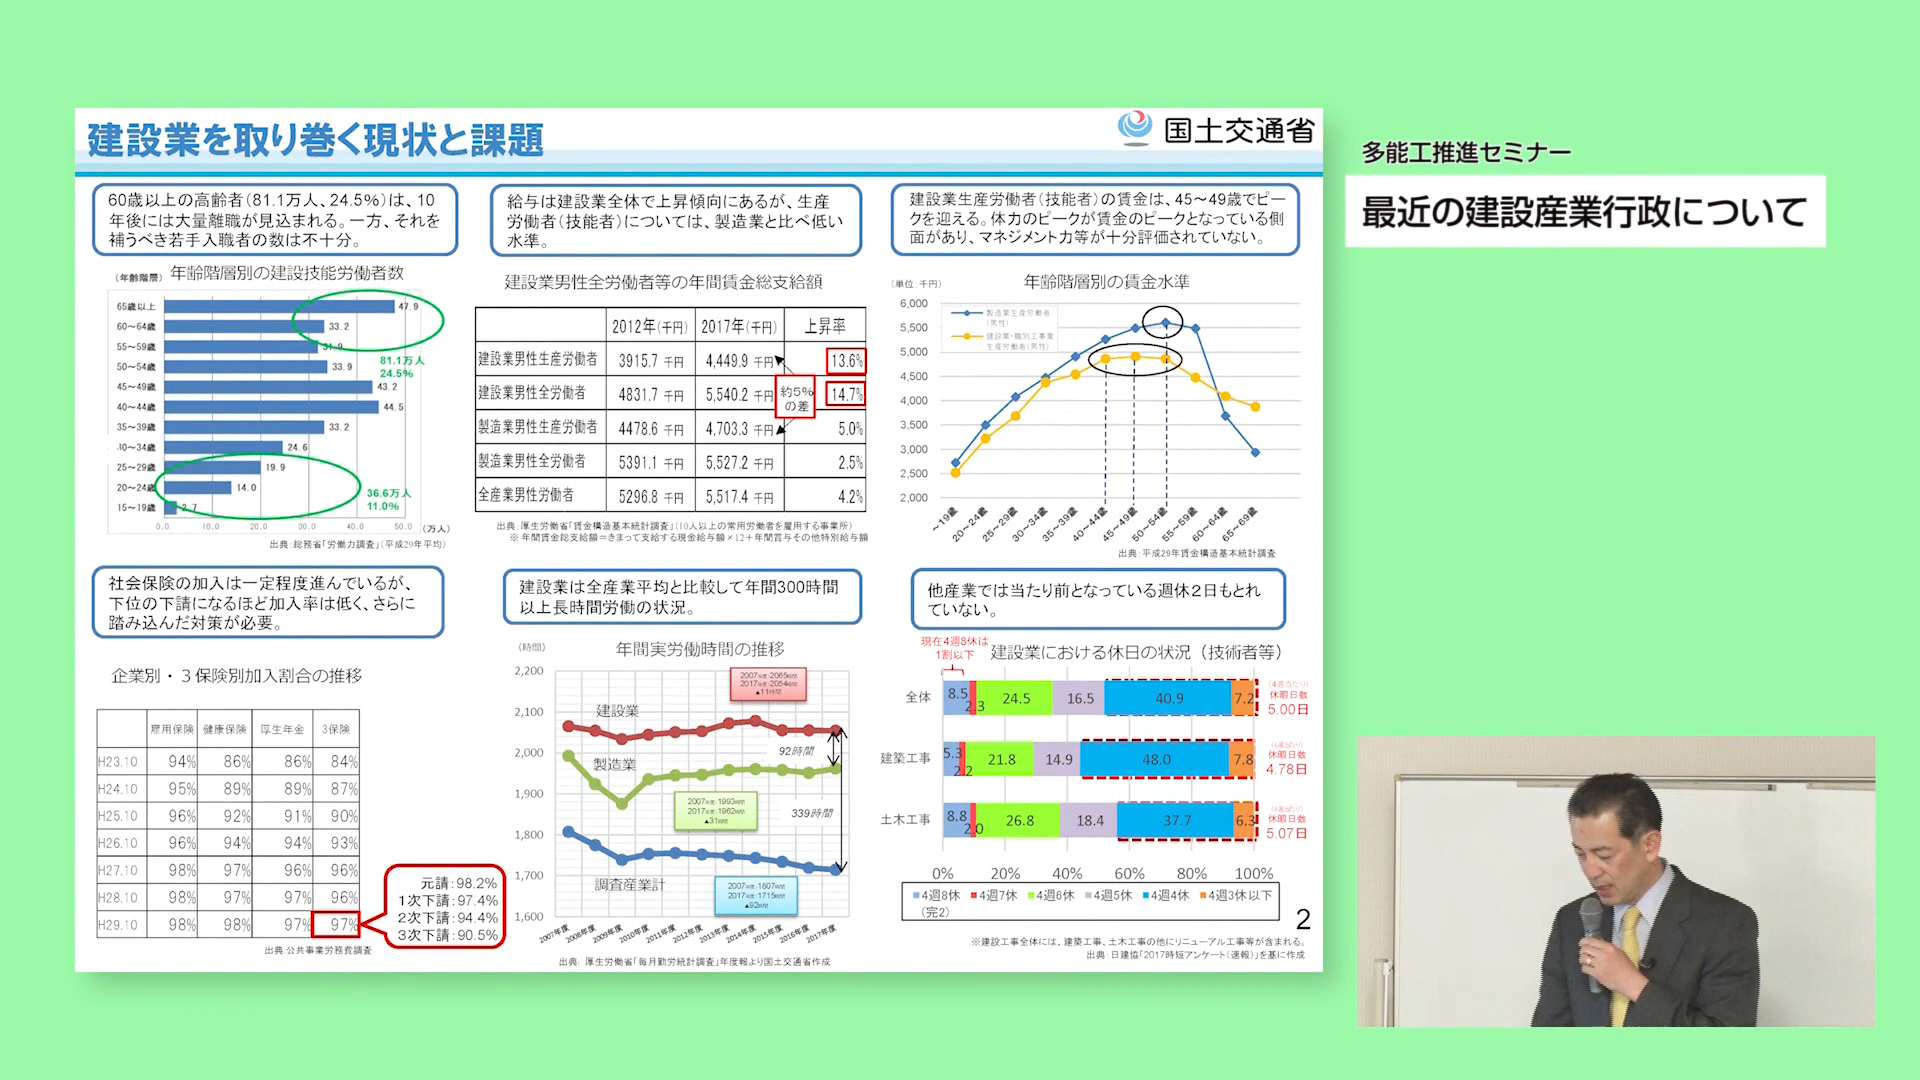 建設業を取り巻く現状と課題
国土交通省
多能工推進セミナー
最近の建設産業行政について
60歳以上の高齢者(81.1万人、24.5%)は、10
年後には大量離職が見込まれる。一方、それを
補うべき若手入職者の数は不十分。
(年齢階層)
年齢階層別の建設技能労働者数
65歳以上 47.9
60～64歳 33.2
55～59歳 31.9
50～54歳 33.9
45～49歳 43.2
40～44歳 44.5
35～39歳 33.2
30～34歳 24.6
25～29歳 19.9
20～24歳 14.0
15～19歳 2.7
81.1万人
24.5%
36.6万人
11.0%
0.0 10.0 20.0 30.0 40.0 50.0 (万人)
出典:総務省「労働力調査」(平成29年平均)
給与は建設業全体で上昇傾向にあるが、生産
労働者(技能者)については、製造業と比べ低い
水準。
建設業男性全労働者等の年間賃金総支給額
2012年(千円) 2017年(千円) 上昇率
建設業男性生産労働者 3915.7 千円 4,449.9 千円 13.6%
建設業男性全労働者 4831.7 千円 5,540.2 千円 14.7%
製造業男性生産労働者 4478.6 千円 4,703.3 千円 5.0%
製造業男性全労働者 5391.1 千円 5,527.2 千円 2.5%
全産業男性労働者 5296.8 千円 5,517.4 千円 4.2%
約5%
の差
出典:厚生労働省「賃金構造基本統計調査」(10人以上の常用労働者を雇用する事業所)
※ 年間賃金総支給額=きまって支給する現金給与額×12+年間賞与その他特別給与額
建設業生産労働者(技能者)の賃金は、45～49歳でピー
クを迎える。体力のピークが賃金のピークとなっている側
面があり、マネジメント力等が十分評価されていない。
(単位:千円)
年齢階層別の賃金水準
製造業生産労働者
(男性)
建設業・職別工事業
生産労働者(男性)
6,000
5,500
5,000
4,500
4,000
3,500
3,000
2,500
2,000
～19歳 20～24歳 25～29歳 30～34歳 35～39歳 40～44歳 45～49歳 50～54歳 55～59歳 60～64歳 65～69歳
出典:平成29年賃金構造基本統計調査
社会保険の加入は一定程度進んでいるが、
下位の下請になるほど加入率は低く、さらに
踏み込んだ対策が必要。
企業別・3保険別加入割合の推移
雇用保険 健康保険 厚生年金 3保険
H23.10 94% 86% 86% 84%
H24.10 95% 89% 89% 87%
H25.10 96% 92% 91% 90%
H26.10 96% 94% 94% 93%
H27.10 98% 97% 96% 96%
H28.10 98% 97% 97% 96%
H29.10 98% 98% 97% 97%
元請:98.2%
1次下請:97.4%
2次下請:94.4%
3次下請:90.5%
出典:公共事業労務費調査
建設業は全産業平均と比較して年間300時間
以上長時間労働の状況。
(時間)
年間実労働時間の推移
2,200
2,100
2,000
1,900
1,800
1,700
1,600
2007年度:2065時間
2017年度:2054時間
▲11時間
建設業
92時間
製造業
2007年度:1993時間
2017年度:1962時間
▲31時間
339時間
調査産業計
2007年度:1807時間
2017年度:1715時間
▲92時間
2007年度 2008年度 2009年度 2010年度 2011年度 2012年度 2013年度 2014年度 2015年度 2016年度 2017年度
出典: 厚生労働省「毎月勤労統計調査」年度報より国土交通省作成
他産業では当たり前となっている週休2日もとれ
ていない。
現在4週8休は
1割以下
建設業における休日の状況(技術者等)
全体 8.5 2.3 24.5 16.5 40.9 7.2
(4週当たり)
休暇日数
5.00日
建築工事 5.3 2.2 21.8 14.9 48.0 7.8
(4週当たり)
休暇日数
4.78日
土木工事 8.8 2.0 26.8 18.4 37.7 6.3
(4週当たり)
休暇日数
5.07日
0% 20% 40% 60% 80% 100%
4週8休 4週7休 4週6休 4週5休 4週4休 4週3休以下
(完2)
2
※建設工事全体には、建築工事、土木工事の他にリニューアル工事等が含まれる。
出典:日建協「2017時短アンケート(速報)」を基に作成